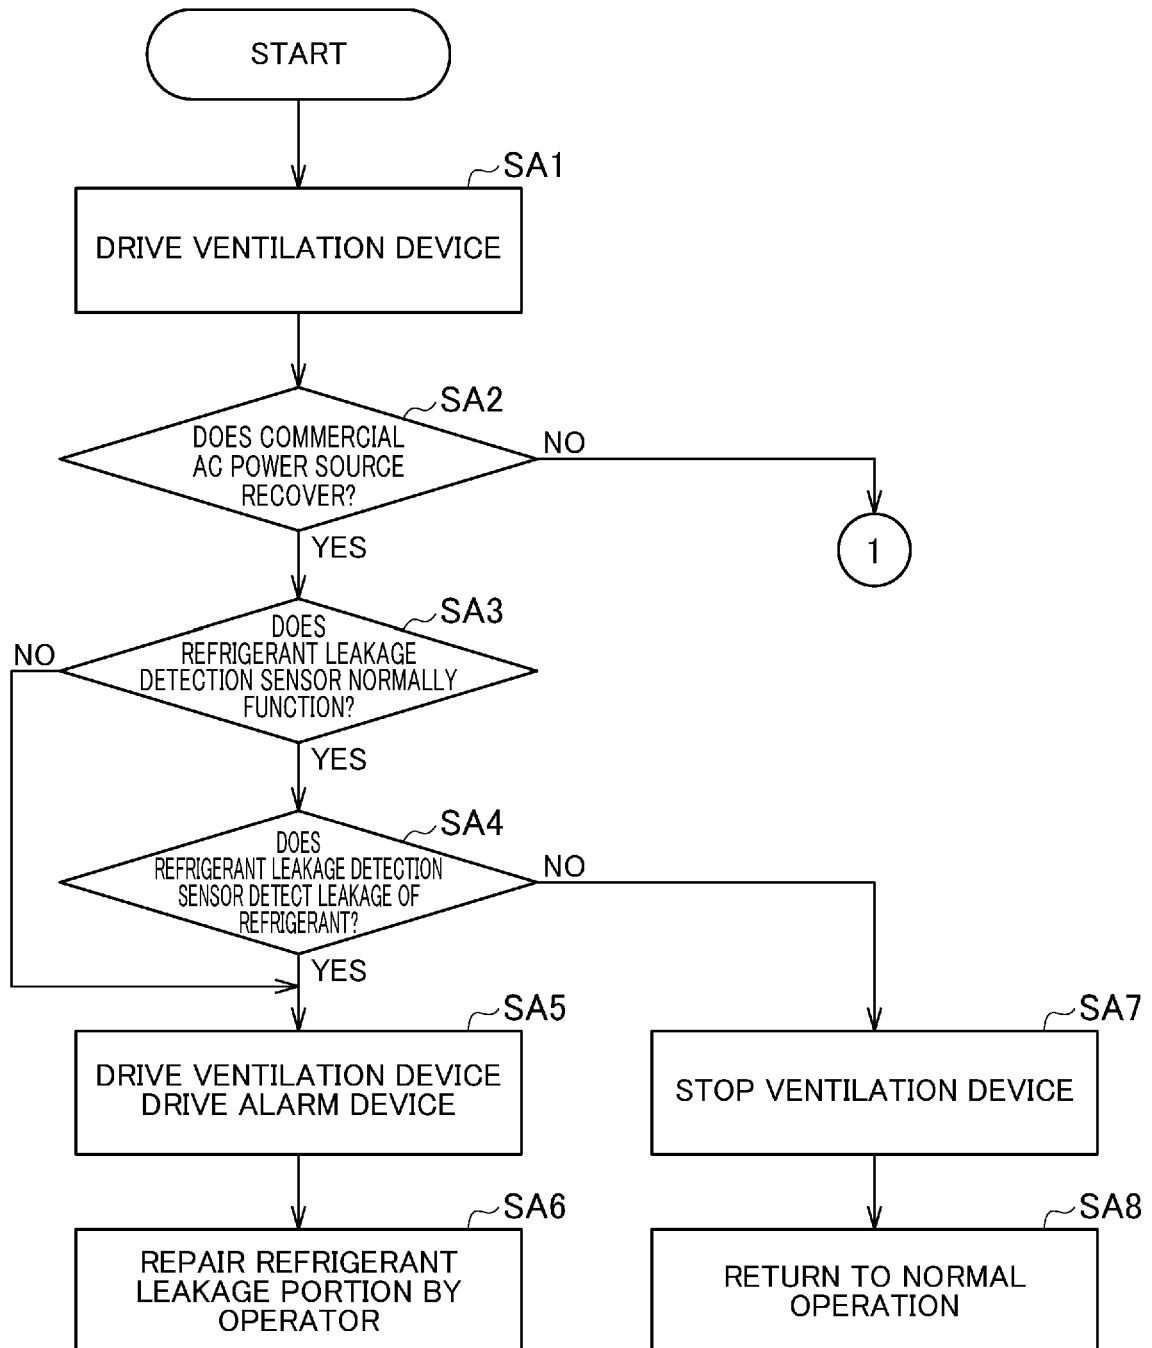 START
SA1
DRIVE VENTILATION DEVICE
SA2
DOES COMMERCIAL
AC POWER SOURCE
RECOVER?
NO
YES
1
SA3
DOES
REFRIGERANT LEAKAGE
DETECTION SENSOR NORMALLY
FUNCTION?
NO
YES
SA4
DOES
REFRIGERANT LEAKAGE DETECTION
SENSOR DETECT LEAKAGE OF
REFRIGERANT?
NO
YES
SA5
DRIVE VENTILATION DEVICE
DRIVE ALARM DEVICE
SA7
STOP VENTILATION DEVICE
SA6
REPAIR REFRIGERANT
LEAKAGE PORTION BY
OPERATOR
SA8
RETURN TO NORMAL
OPERATION